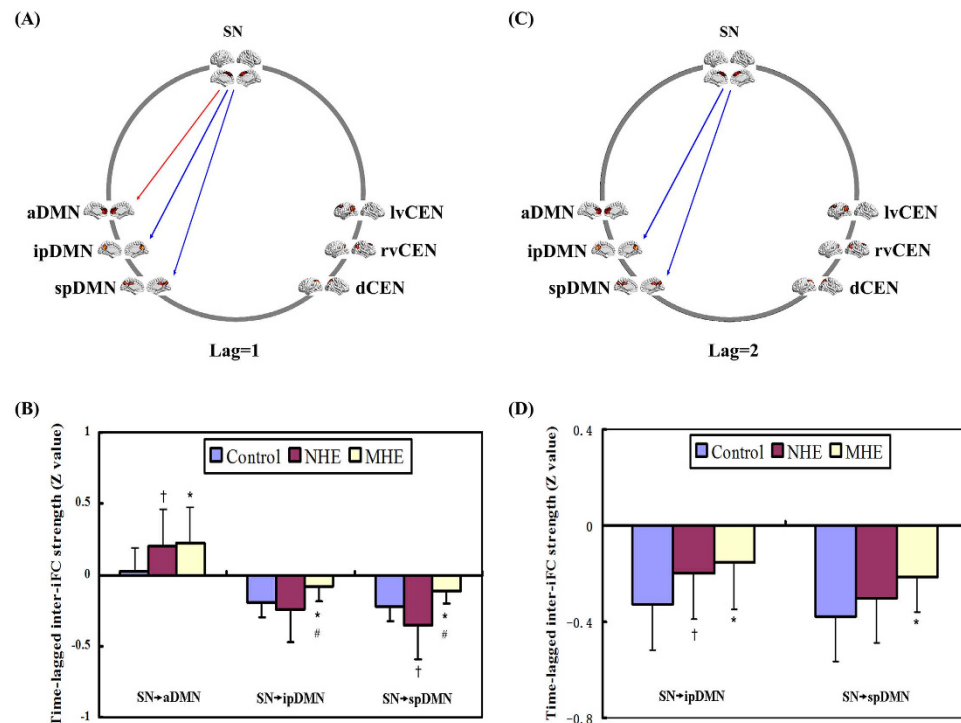 (A)
SN
aDMN
ipDMN
spDMN
lvCEN
rvCEN
dCEN
Lag=1
(C)
SN
aDMN
ipDMN
spDMN
lvCEN
rvCEN
dCEN
Lag=2
(B)
Time-lagged inter-iFC strength (Z value)
1
0.5
0
-0.5
-1
Control NHE MHE
† *
* #
* #
†
SN→aDMN SN→ipDMN SN→spDMN
(D)
Time-lagged inter-iFC strength (Z value)
0.4
0
−0.4
−0.8
Control NHE MHE
† *
*
SN→ipDMN SN→spDMN